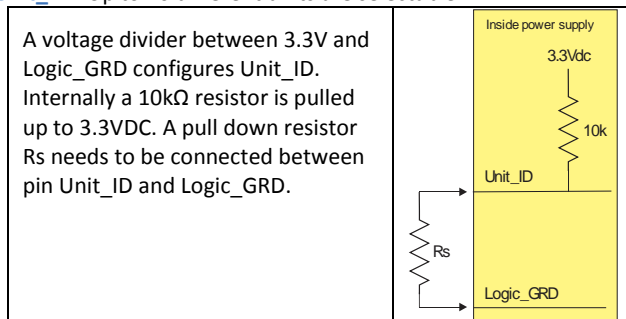 A voltage divider between 3.3V and
Logic_GRD configures Unit_ID.
Internally a 10kΩ resistor is pulled
up to 3.3VDC. A pull down resistor
Rs needs to be connected between
pin Unit_ID and Logic_GRD.
Inside power supply
3.3Vdc
10k
Unit_ID
Rs
Logic_GRD